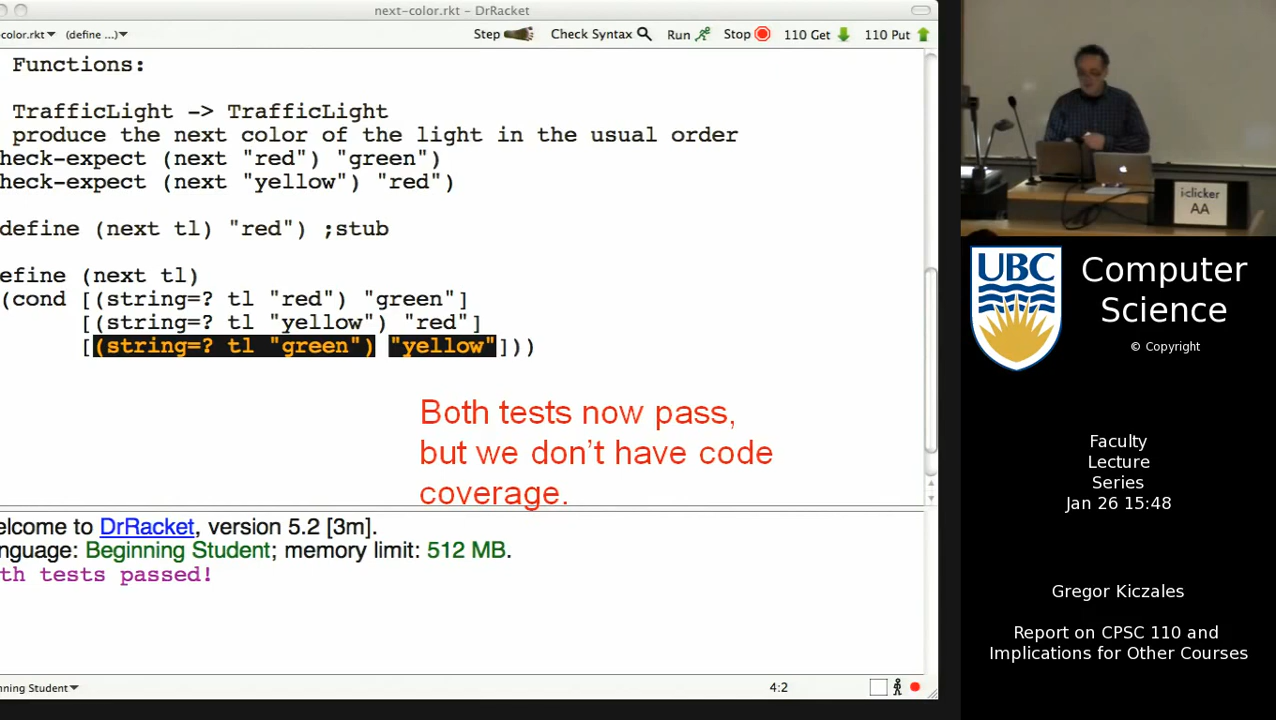 next-color.rkt - DrRacket
-color.rkt (define ...) Step Check Syntax Run Stop 110 Get 110 Put
Functions:
TrafficLight -> TrafficLight
produce the next color of the light in the usual order
heck-expect (next "red") "green")
heck-expect (next "yellow") "red")
define (next tl) "red") ;stub
efine (next tl)
(cond [(string=? tl "red") "green"]
[(string=? tl "yellow") "red"]
[(string=? tl "green") "yellow"]))
Both tests now pass,
but we don't have code
coverage.
elcome to DrRacket, version 5.2 [3m].
nguage: Beginning Student; memory limit: 512 MB.
th tests passed!
nning Student 4:2
i-clicker
AA
UBC
Computer
Science
© Copyright
Faculty
Lecture
Series
Jan 26 15:48
Gregor Kiczales
Report on CPSC 110 and
Implications for Other Courses